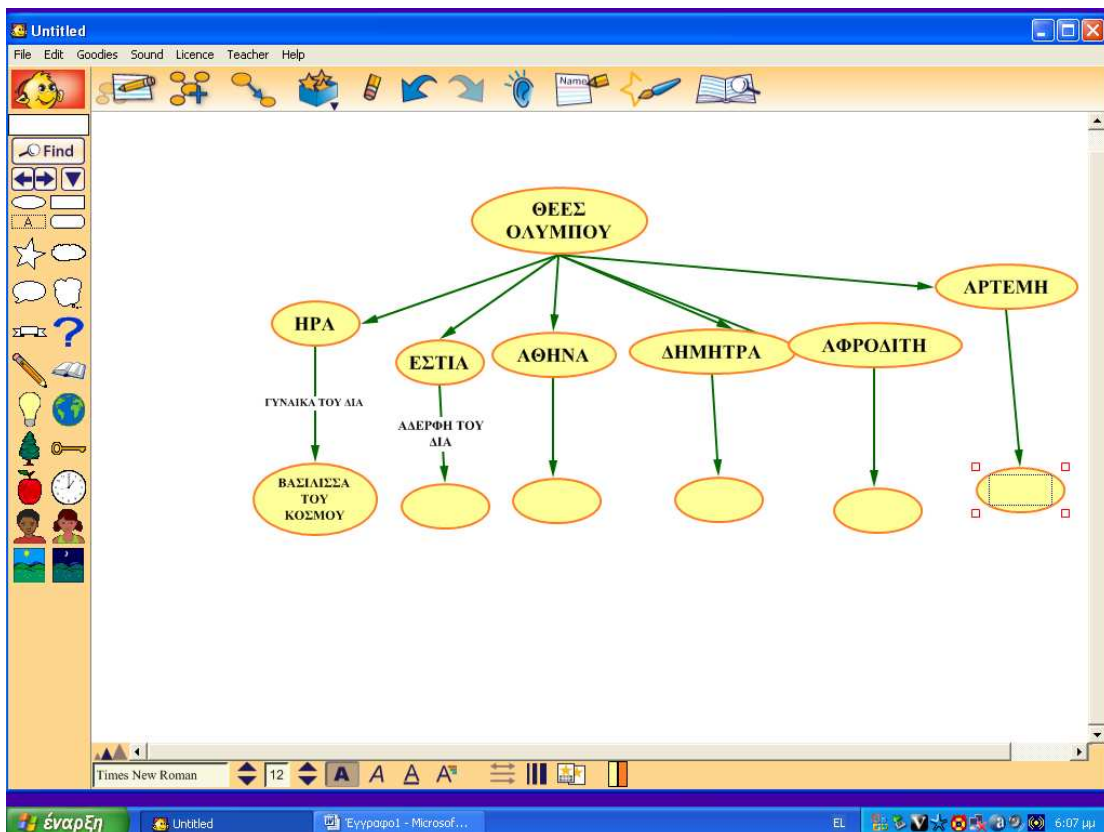 Untitled
File Edit Goodies Sound Licence Teacher Help
Name
Find
A
ΘΕΕΣ
ΟΛΥΜΠΟΥ
ΑΡΤΕΜΗ
ΗΡΑ
ΕΣΤΙΑ
ΑΘΗΝΑ
ΔΗΜΗΤΡΑ
ΑΦΡΟΔΙΤΗ
ΓΥΝΑΙΚΑ ΤΟΥ ΔΙΑ
ΑΔΕΡΦΗ ΤΟΥ
ΔΙΑ
ΒΑΣΙΛΙΣΣΑ
ΤΟΥ
ΚΟΣΜΟΥ
Times New Roman 12 A A A A
έναρξη Untitled Έγγραφο1 - Microsof... EL 6:07 μμ